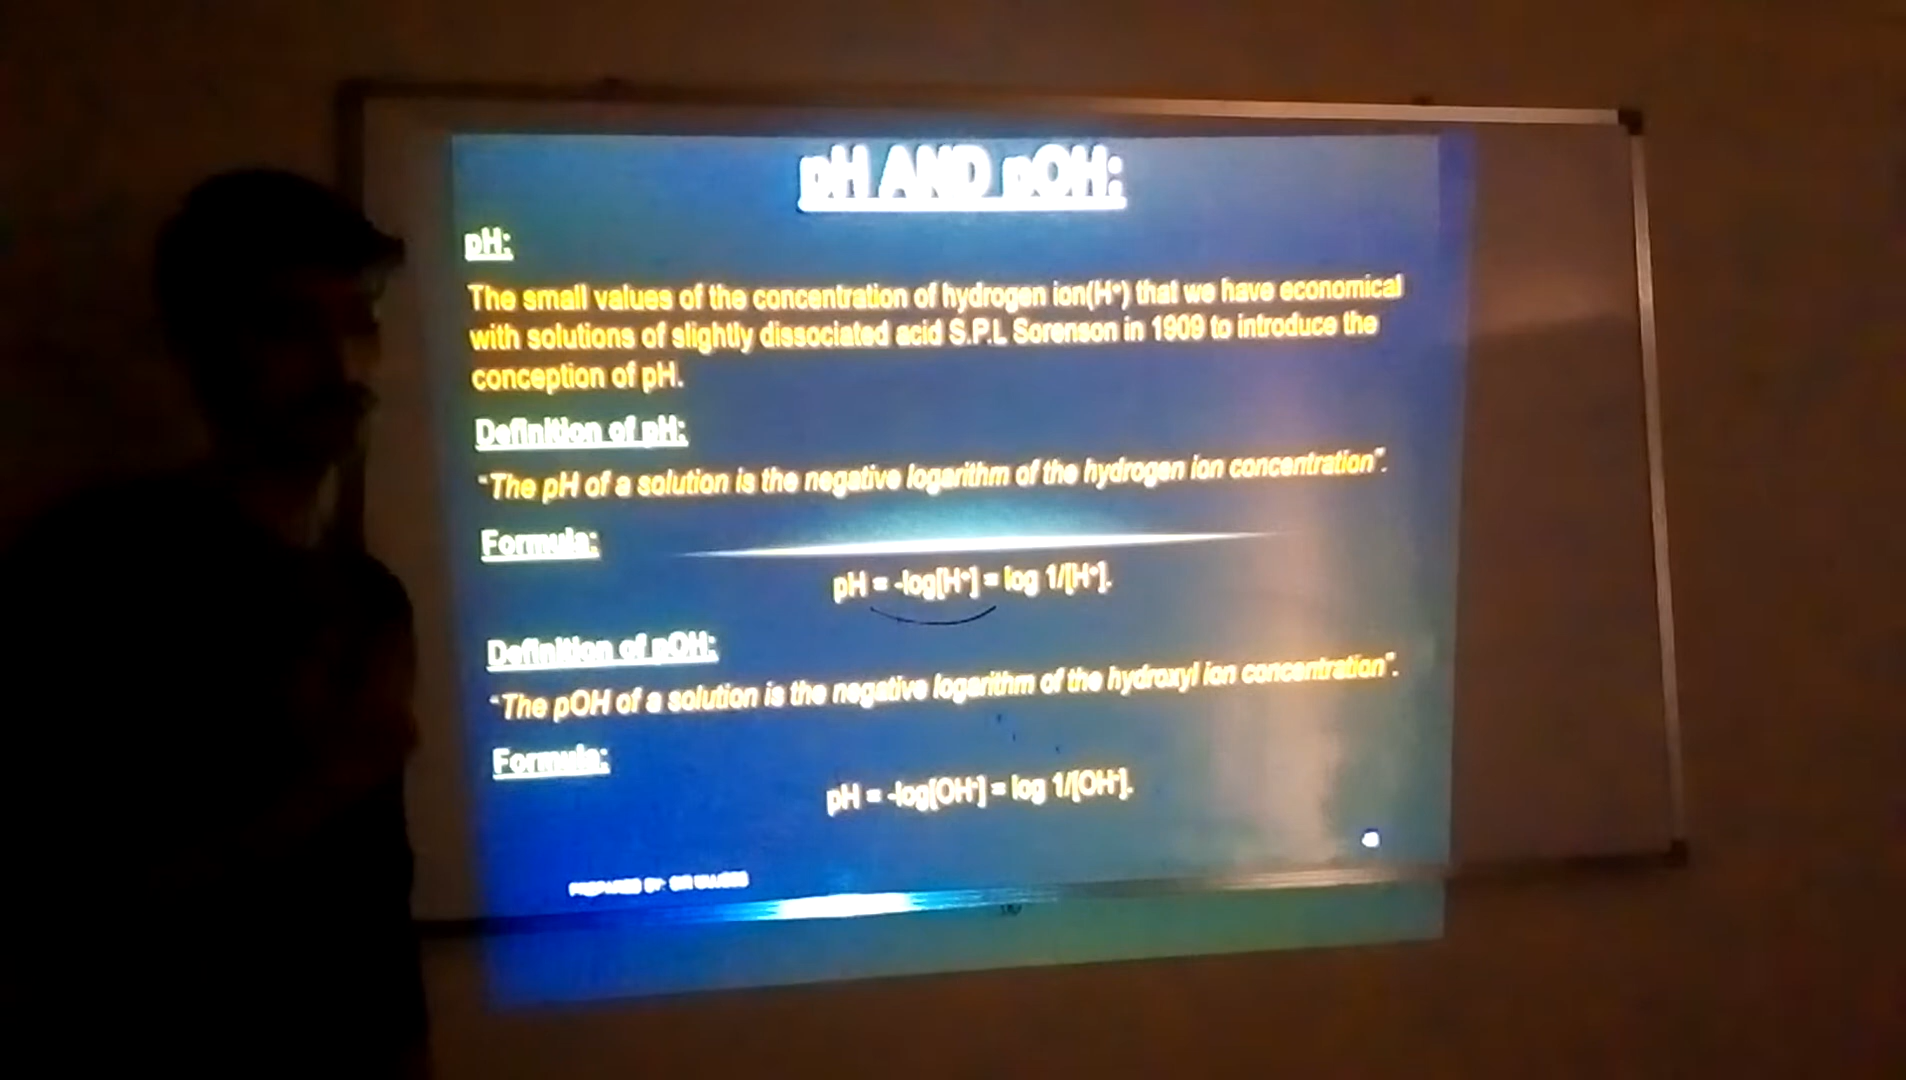 pH AND pOH:
pH:
The small values of the concentration of hydrogen ion(H⁺) that we have economical
with solutions of slightly dissociated acid S.P.L Sorenson in 1909 to introduce the
conception of pH.
Definition of pH:
"The pH of a solution is the negative logarithm of the hydrogen ion concentration".
Formula:
pH = -log[H⁺] = log 1/[H⁺].
Definition of pOH:
"The pOH of a solution is the negative logarithm of the hydroxyl ion concentration".
Formula:
pH = -log[OH⁻] = log 1/[OH⁻].
PREPARED BY: SIR